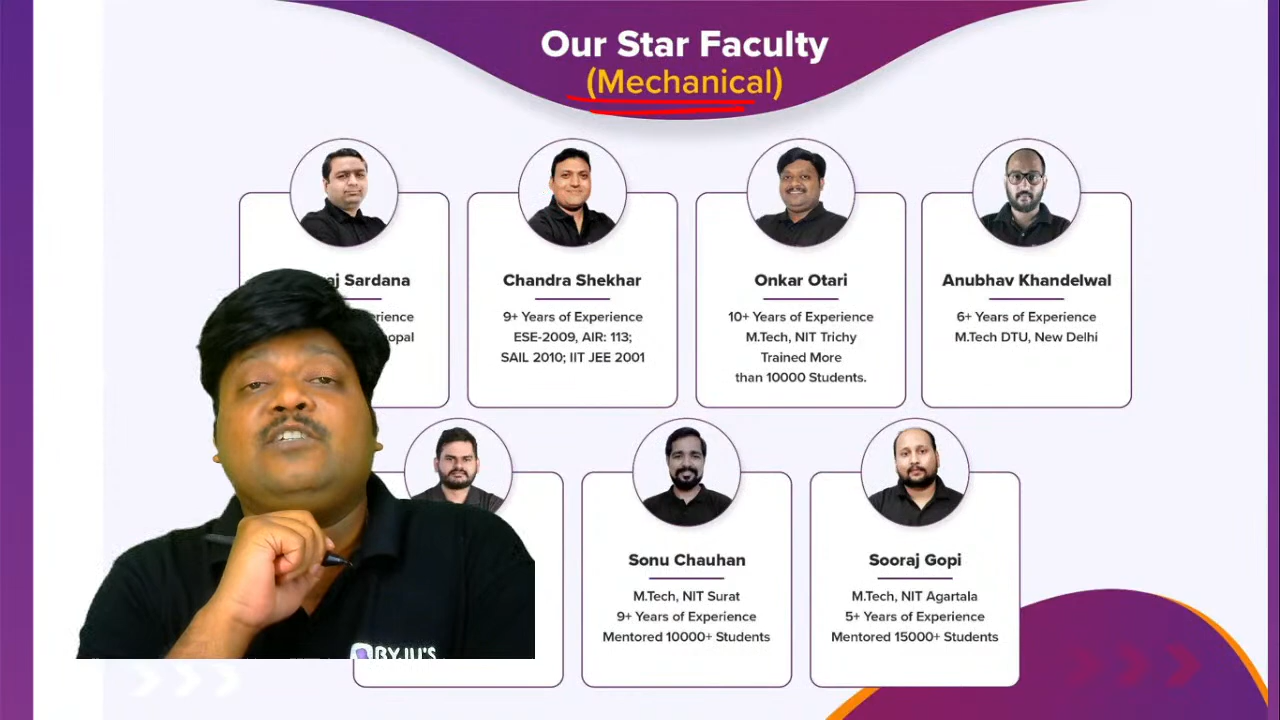 Our Star Faculty
(Mechanical)
Sardana
Chandra Shekhar
9+ Years of Experience
ESE-2009, AIR: 113;
SAIL 2010; IIT JEE 2001
Onkar Otari
10+ Years of Experience
M.Tech, NIT Trichy
Trained More
than 10000 Students.
Anubhav Khandelwal
6+ Years of Experience
M.Tech DTU, New Delhi
Sonu Chauhan
M.Tech, NIT Surat
9+ Years of Experience
Mentored 10000+ Students
Sooraj Gopi
M.Tech, NIT Agartala
5+ Years of Experience
Mentored 15000+ Students
BYJU'S